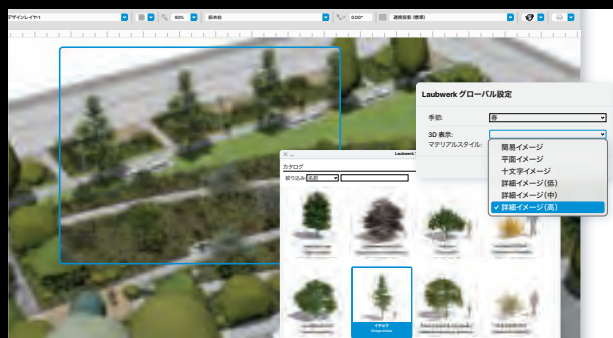 デザインレイヤ-1
50%
斜め右
0.00°
透視投影 (標準)
Laubwerk グローバル設定
季節:
春
3D 表示:
マテリアルスタイル:
簡易イメージ
平面イメージ
十文字イメージ
詳細イメージ(低)
詳細イメージ(中)
✓ 詳細イメージ(高)
Laubwerk
カタログ
絞り込み:
名前
イチョウ